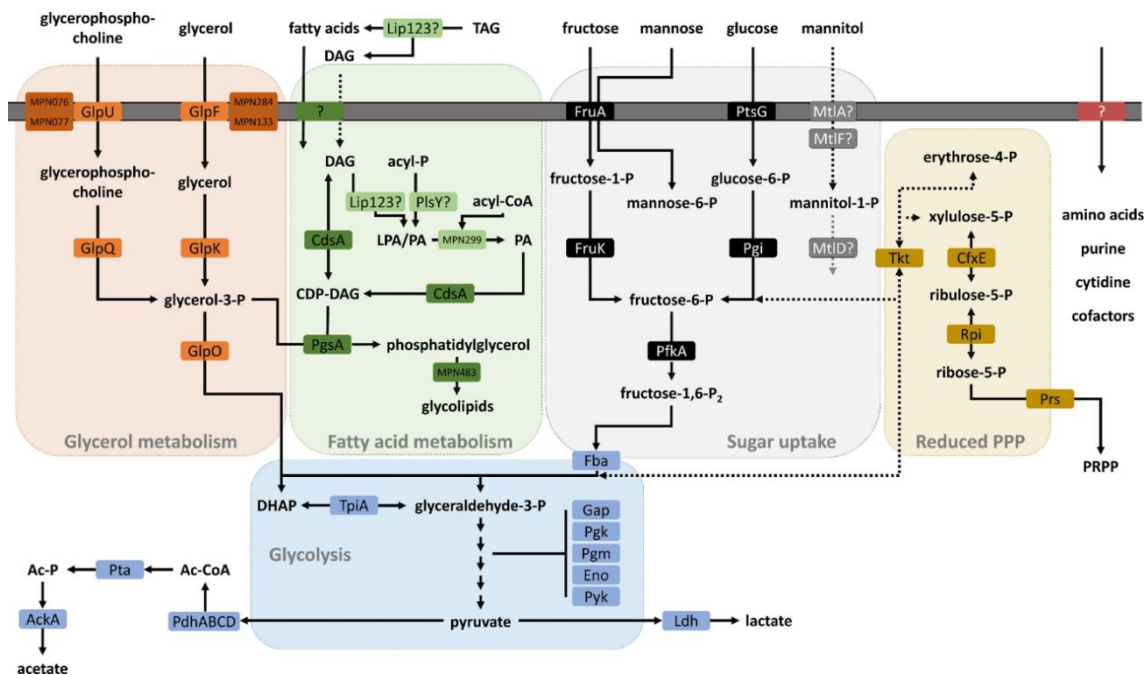 glycerophospho-
choline
glycerol
fatty acids
Lip123?
TAG
DAG
fructose
mannose
glucose
mannitol
MPN076
MPN077
GlpU
GlpF
MPN284
MPN133
?
FruA
PtsG
MtlA?
MtlF?
?
glycerophospho-
choline
glycerol
DAG
acyl-P
acyl-CoA
Lip123?
PlsY?
LPA/PA
MPN299
PA
fructose-1-P
mannose-6-P
glucose-6-P
mannitol-1-P
erythrose-4-P
xylulose-5-P
amino acids
purine
cytidine
cofactors
GlpQ
GlpK
CdsA
CdsA
FruK
Pgi
MtlD?
Tkt
CfxE
glycerol-3-P
CDP-DAG
fructose-6-P
ribulose-5-P
GlpO
PgsA
phosphatidylglycerol
PfkA
Rpi
MPN483
glycolipids
fructose-1,6-P₂
ribose-5-P
Prs
Glycerol metabolism
Fatty acid metabolism
Sugar uptake
Reduced PPP
Fba
PRPP
DHAP
TpiA
glyceraldehyde-3-P
Gap
Pgk
Pgm
Eno
Pyk
Glycolysis
Ac-P
Pta
Ac-CoA
AckA
PdhABCD
pyruvate
Ldh
lactate
acetate